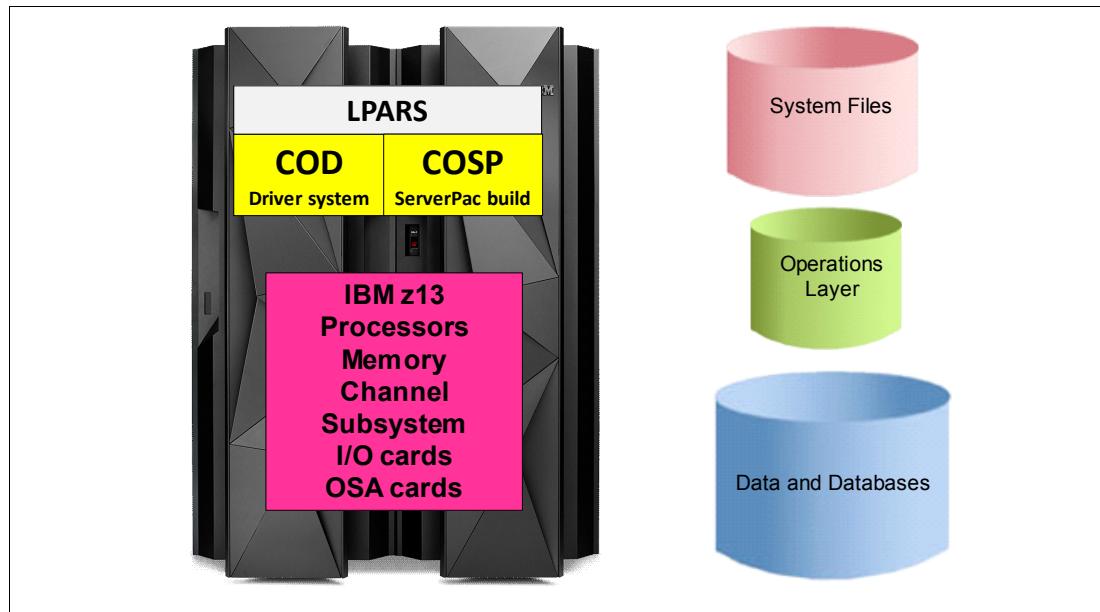 LPARS
COD
Driver system
COSP
ServerPac build
IBM z13
Processors
Memory
Channel
Subsystem
I/O cards
OSA cards
System Files
Operations
Layer
Data and Databases